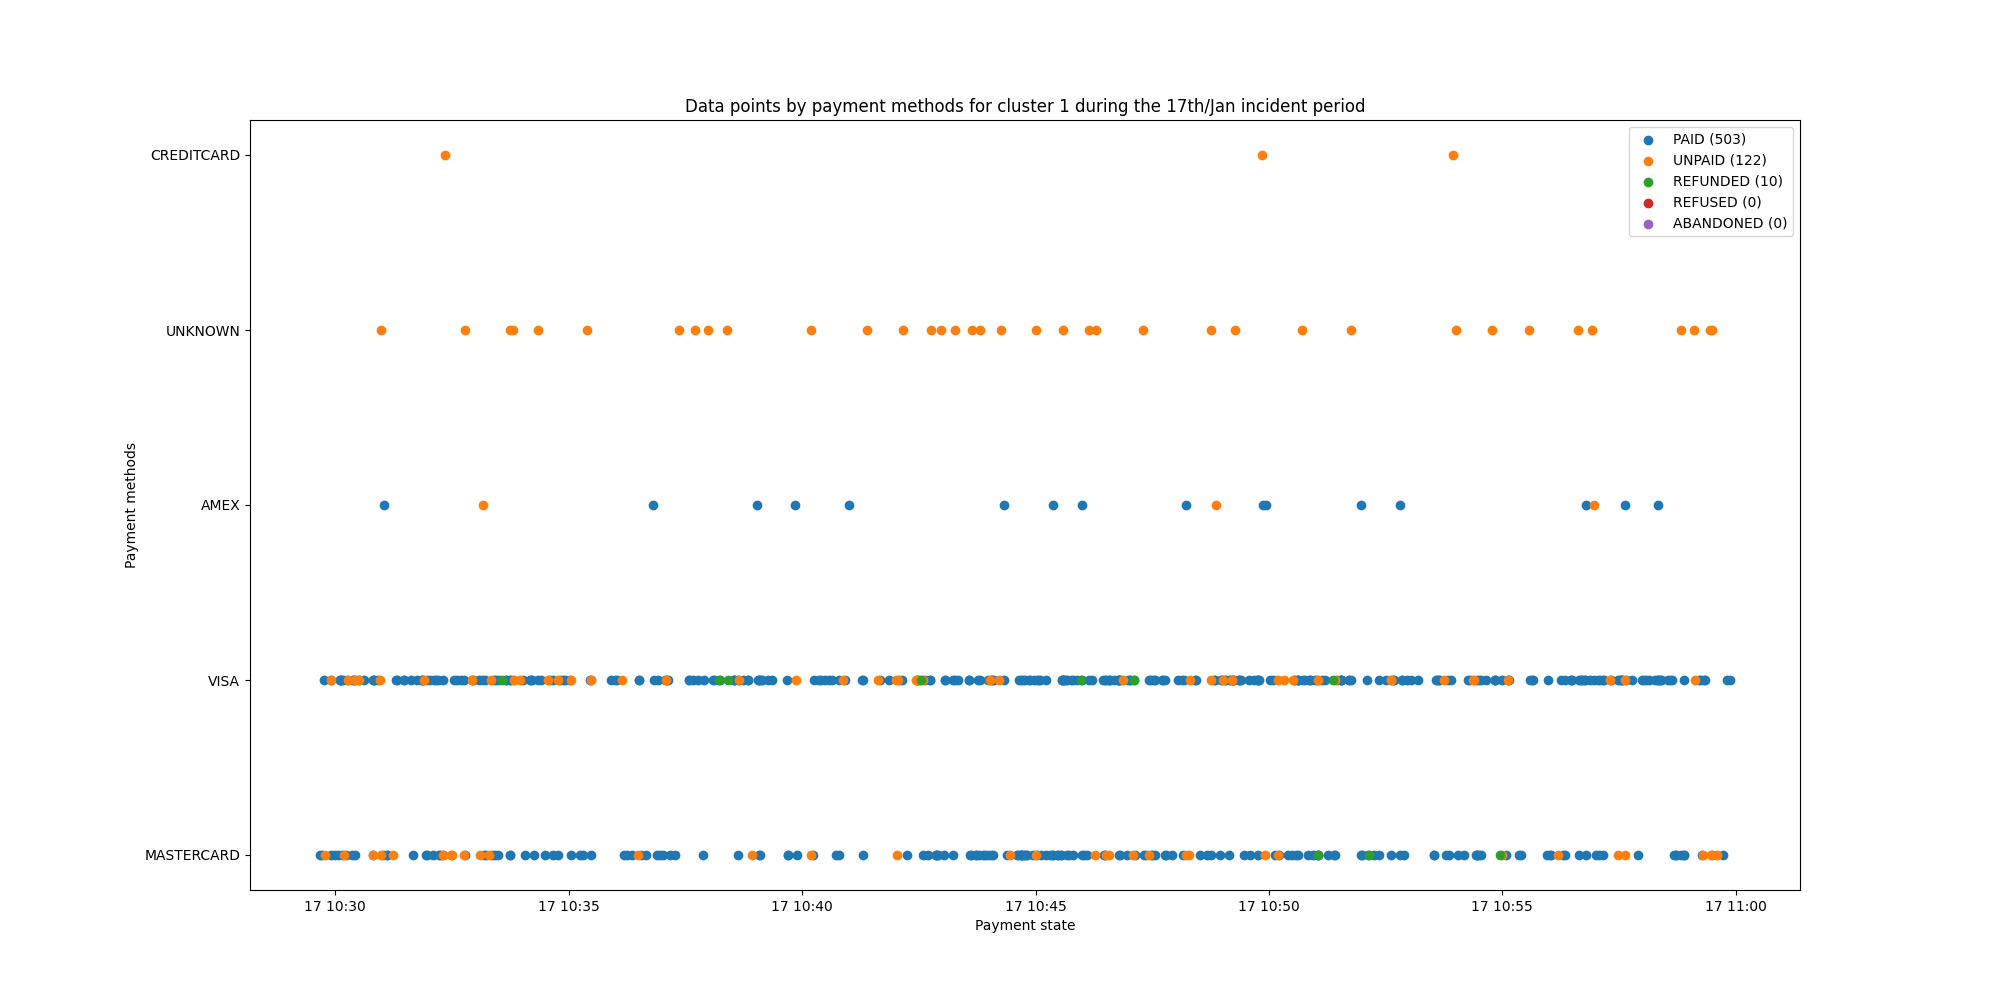 Data points by payment methods for cluster 1 during the 17th/Jan incident period
PAID (503)
UNPAID (122)
REFUNDED (10)
REFUSED (0)
ABANDONED (0)
Payment methods
CREDITCARD
UNKNOWN
AMEX
VISA
MASTERCARD
17 10:30 17 10:35 17 10:40 17 10:45 17 10:50 17 10:55 17 11:00
Payment state